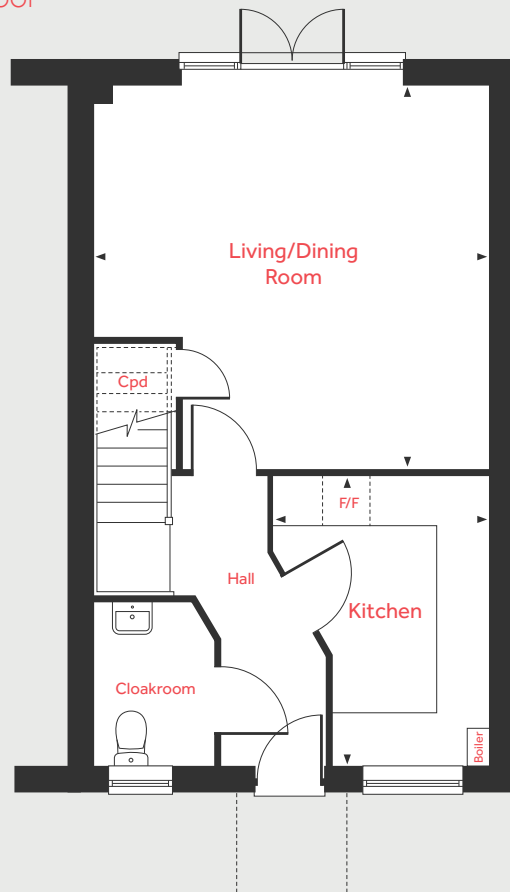 Living/Dining
Room
Cpd
F/F
Hall
Kitchen
Cloakroom
Boiler